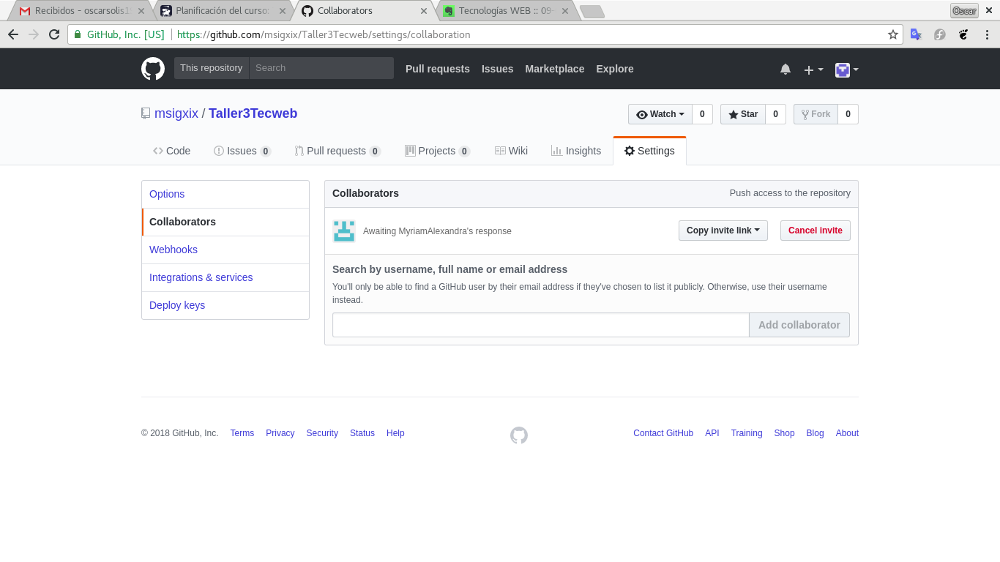 Recibidos - oscarsolis1
Planificación del curso:
Collaborators
Tecnologías WEB :: 09-
Oscar
GitHub, Inc. [US]
https://github.com/msigxix/Taller3Tecweb/settings/collaboration
This repository
Search
Pull requests
Issues
Marketplace
Explore
msigxix / Taller3Tecweb
Watch
0
Star
0
Fork
0
Code
Issues 0
Pull requests 0
Projects 0
Wiki
Insights
Settings
Options
Collaborators
Webhooks
Integrations & services
Deploy keys
Collaborators
Push access to the repository
Awaiting MyriamAlexandra's response
Copy invite link
Cancel invite
Search by username, full name or email address
You'll only be able to find a GitHub user by their email address if they've chosen to list it publicly. Otherwise, use their username
instead.
Add collaborator
© 2018 GitHub, Inc.
Terms
Privacy
Security
Status
Help
Contact GitHub
API
Training
Shop
Blog
About